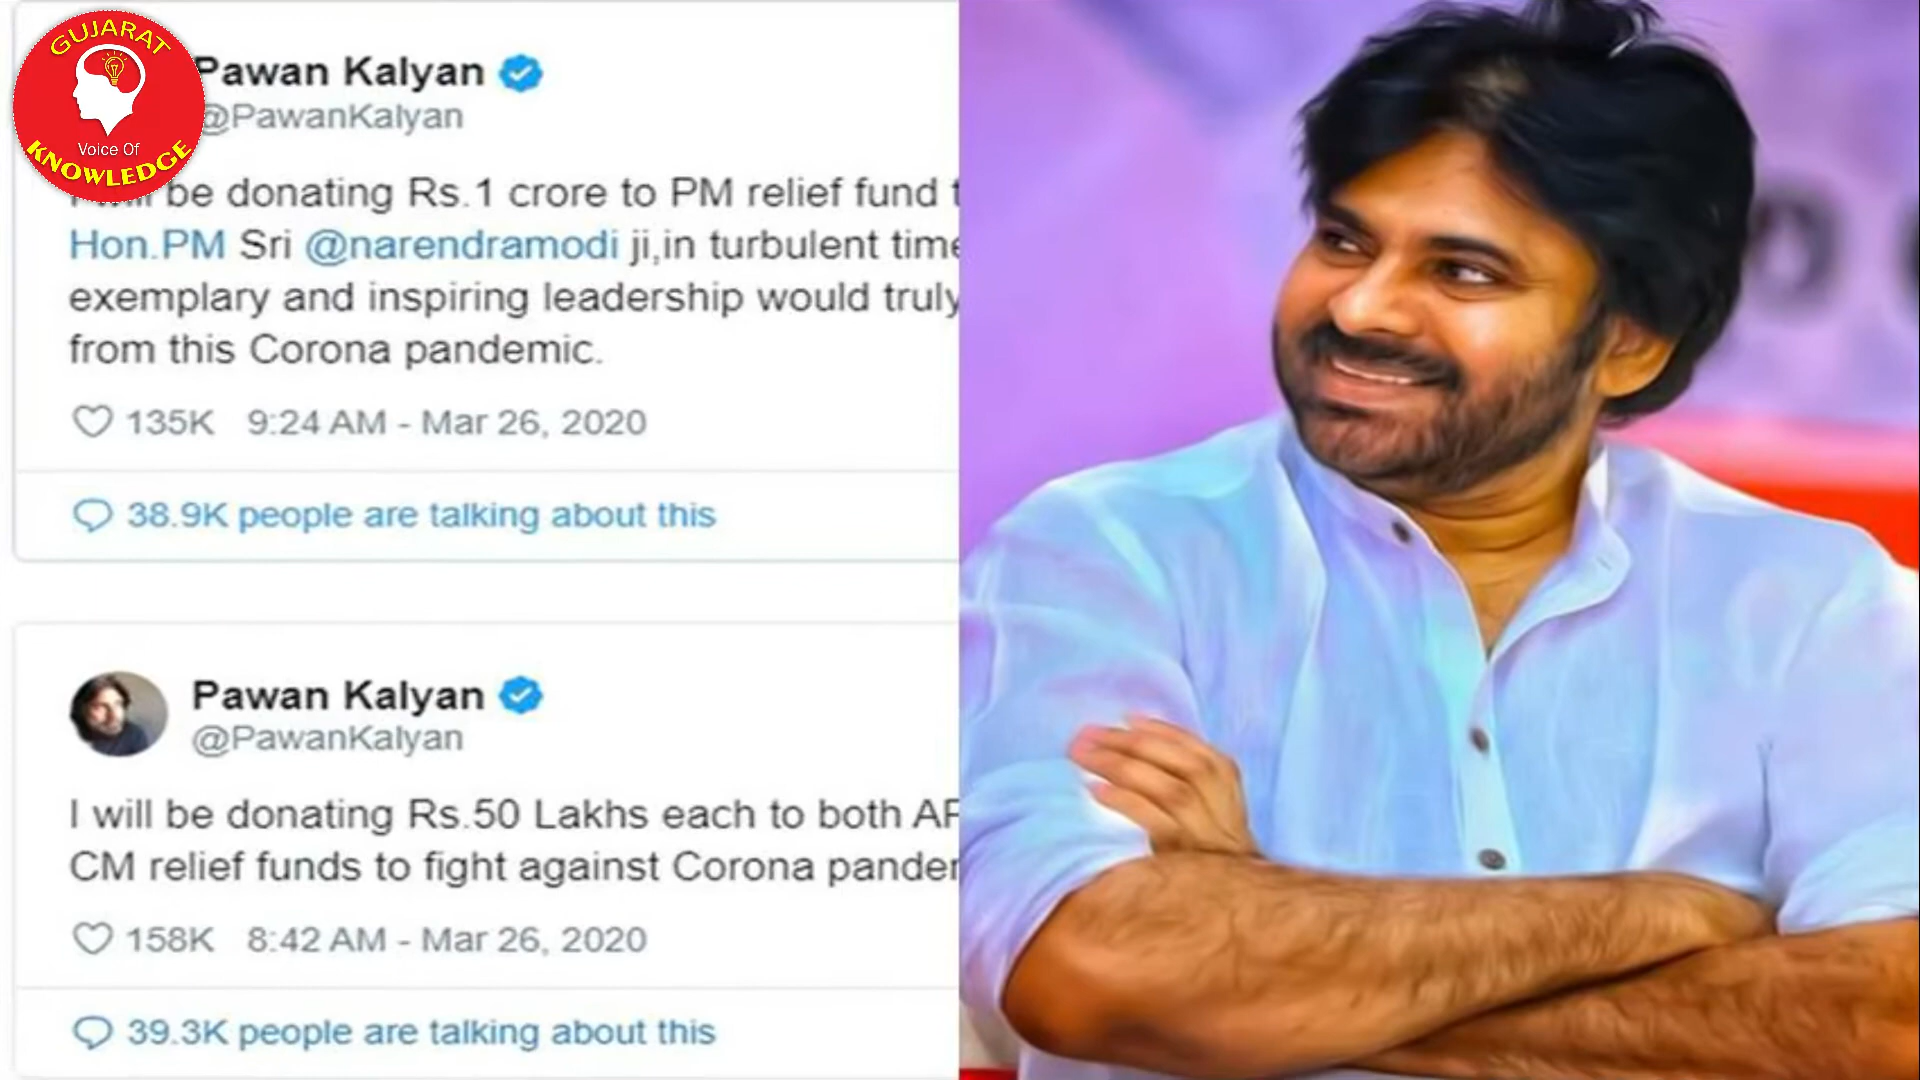 GUJARAT
Voice Of
KNOWLEDGE
Pawan Kalyan
@PawanKalyan
be donating Rs.1 crore to PM relief fund
Hon.PM Sri @narendramodi ji,in turbulent time
exemplary and inspiring leadership would truly
from this Corona pandemic.
135K 9:24 AM - Mar 26, 2020
38.9K people are talking about this
Pawan Kalyan
@PawanKalyan
I will be donating Rs.50 Lakhs each to both AP
CM relief funds to fight against Corona
158K 8:42 AM - Mar 26, 2020
39.3K people are talking about this